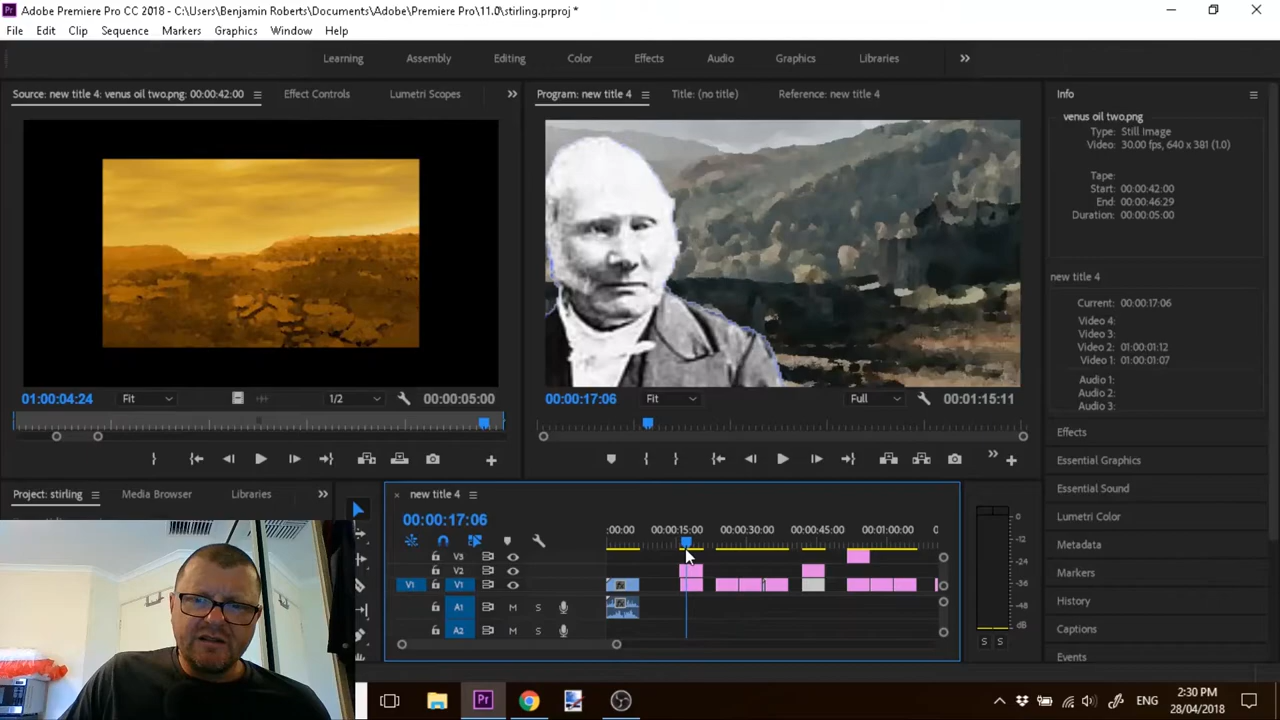 Adobe Premiere Pro CC 2018 - C:\Users\Benjamin Roberts\Documents\Adobe\Premiere Pro\11.0\stirling.prproj *
File Edit Clip Sequence Markers Graphics Window Help
Learning Assembly Editing Color Effects Audio Graphics Libraries
Source: new title 4: venus oil two.png: 00:00:42:00
Effect Controls
Lumetri Scopes
01:00:04:24
Fit
1/2
00:00:05:00
Program: new title 4
Title: (no title)
Reference: new title 4
00:00:17:06
Fit
Full
00:01:15:11
Info
venus oil two.png
Type: Still Image
Video: 30.00 fps, 640 x 381 (1.0)
Tape:
Start: 00:00:42:00
End: 00:00:46:29
Duration: 00:00:05:00
new title 4
Current: 00:00:17:06
Video 4:
Video 3:
Video 2: 01:00:01:12
Video 1: 01:00:01:07
Audio 1:
Audio 2:
Audio 3:
Effects
Essential Graphics
Essential Sound
Lumetri Color
Metadata
Markers
History
Captions
Events
Project: stirling
Media Browser
Libraries
new title 4
00:00:17:06
:00:00 00:00:15:00 00:00:30:00 00:00:45:00 00:01:00:00 0
V3
V2
V1 V1
A1 M S
A2 M S
0
-12
-24
-36
-48
dB
S S
ENG
2:30 PM
28/04/2018